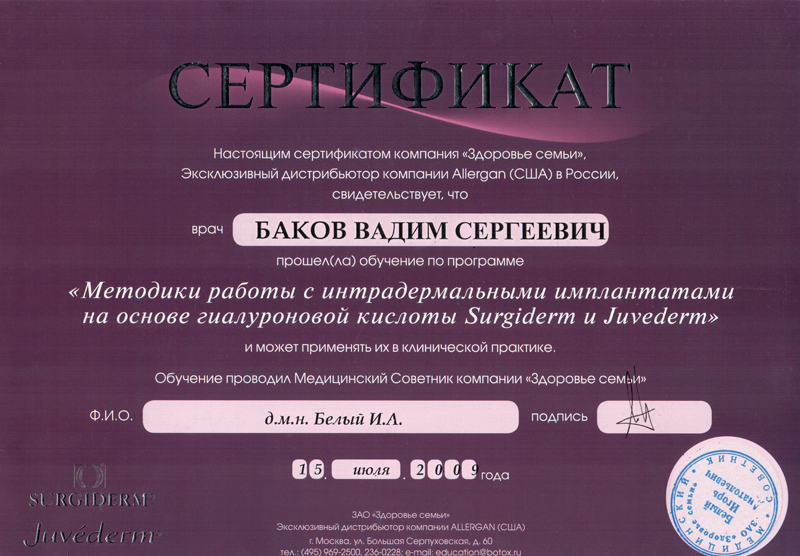 СЕРТИФИКАТ
Настоящим сертификатом компания «Здоровье семьи»,
Эксклюзивный дистрибьютор компании Allergan (США) в России,
свидетельствует, что
врач БАКОВ ВАДИМ СЕРГЕЕВИЧ
прошел(ла) обучение по программе
«Методики работы с интрадермальными имплантатами
на основе гиалуроновой кислоты Surgiderm и Juvederm»
и может применять их в клинической практике.
Обучение проводил Медицинский Советник компании «Здоровье семьи»
Ф.И.О. д.м.н. Белый И.А. подпись
15. июля . 2009 года
SURGIDERM®
Juvéderm™
ЗАО «Здоровье семьи»
Эксклюзивный дистрибьютор компании ALLERGAN (США)
г. Москва, ул. Большая Серпуховская, д. 60
тел.: (495) 969-2500, 236-0228; e-mail: education@botox.ru
МЕДИЦИНСКИЙ СОВЕТНИК
ЗАО «Здоровье семьи»
Белый
Игорь
Анатольевич